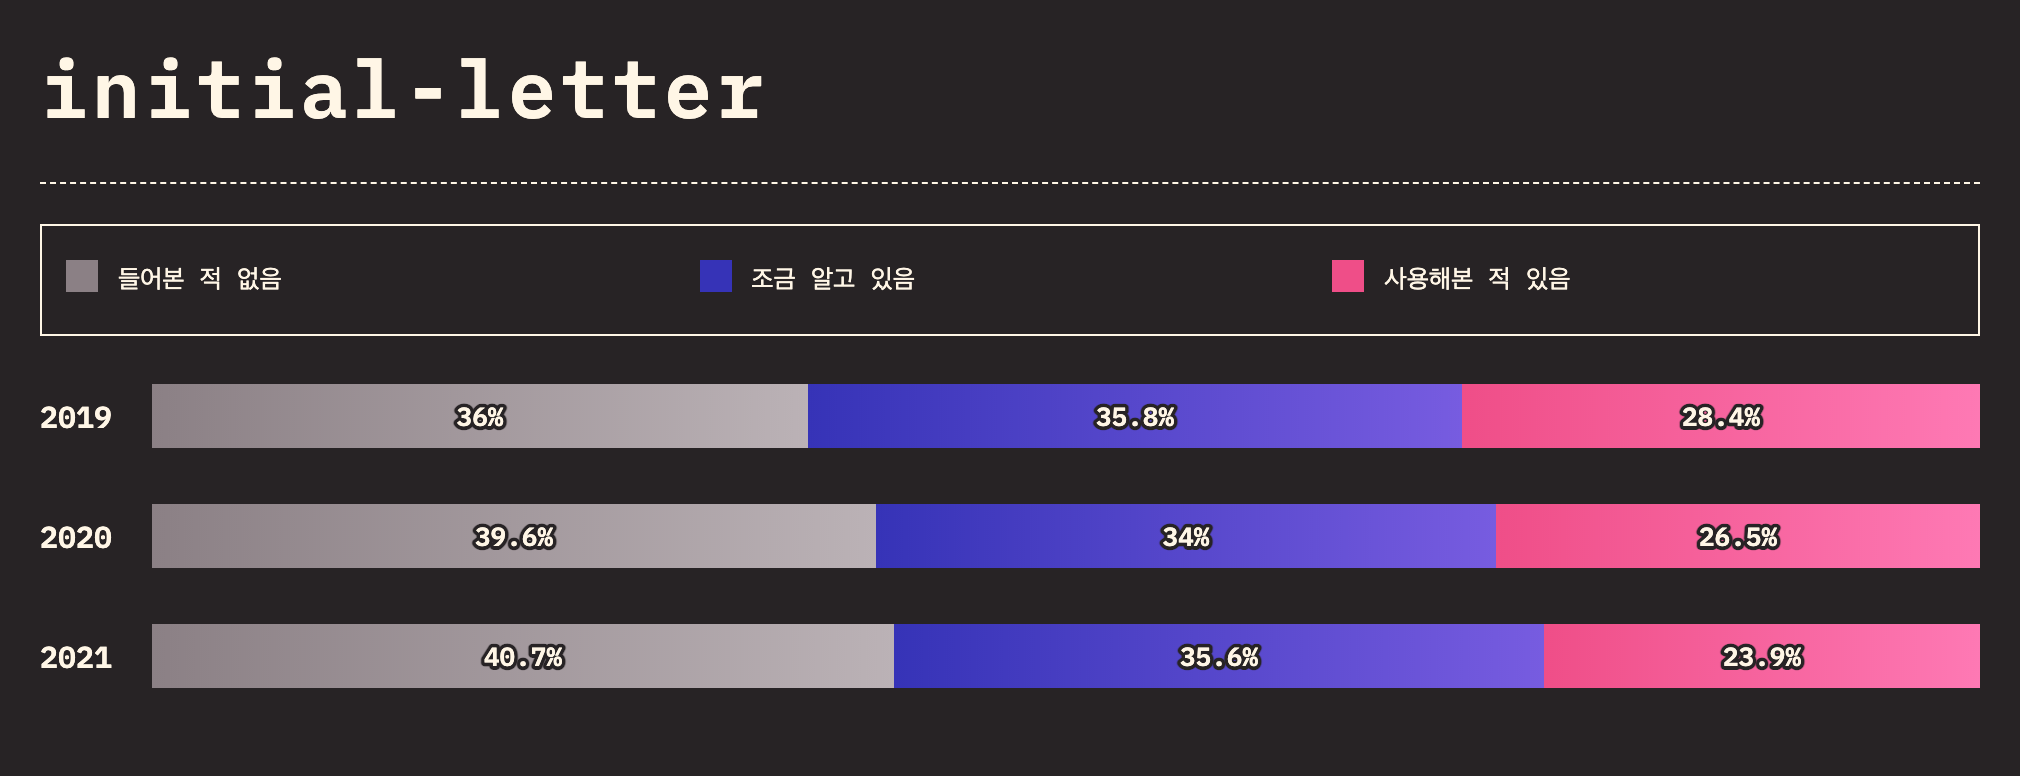 initial-letter
들어본 적 없음 조금 알고 있음 사용해본 적 있음
2019 36% 35.8% 28.4%
2020 39.6% 34% 26.5%
2021 40.7% 35.6% 23.9%